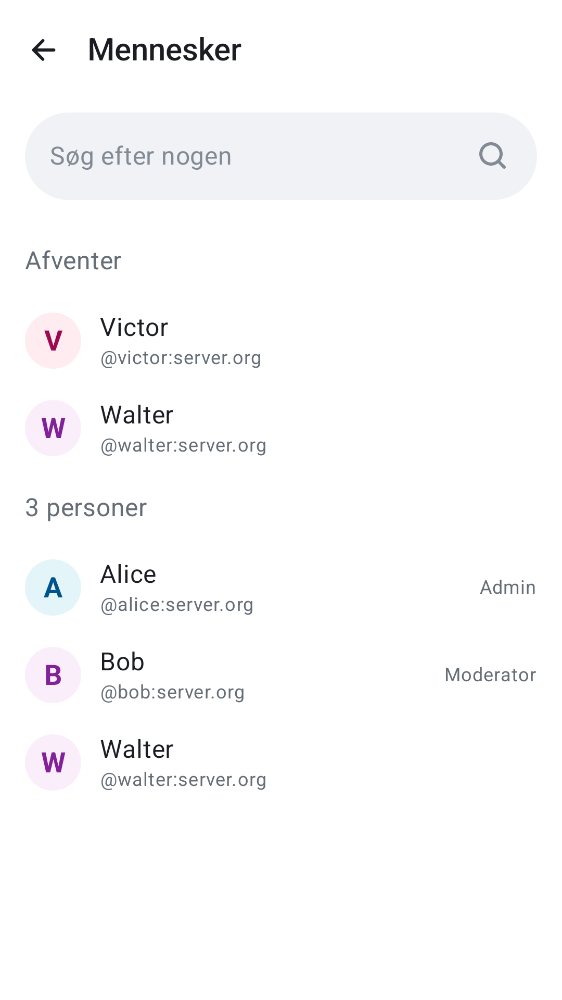 Mennesker
Søg efter nogen
Afventer
V
Victor
@victor:server.org
W
Walter
@walter:server.org
3 personer
A
Alice
@alice:server.org
Admin
B
Bob
@bob:server.org
Moderator
W
Walter
@walter:server.org